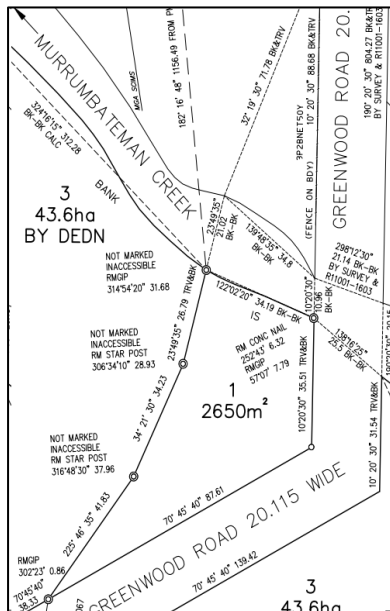 MURRUMBATEMAN CREEK
MGA SCIMS
182° 16' 48" 1156.49 FROM P
32° 19' 30" 71.78 BK&TRV
10° 20' 30" 88.68 BK&TRV
(FENCE ON BDY) 9P2BNET50Y
GREENWOOD ROAD 20.
190° 20' 30" 804.27 BK&TRV
BY SURVEY & R11001-1603
324°16'15" 312.28
BK-BK CALC
BANK
3
43.6ha
BY DEDN
23°49'35"
21.02
BK-BK
139°48'35" 34.8
BK-BK
298°12'30"
21.14 BK-BK
BY SURVEY &
R11001-1603
NOT MARKED
INACCESSIBLE
RMGIP
314°54'20" 31.68
122°02'20" 34.19 BK-BK
IS
10°20'30"
10.96
BK-BK
23°49'35" 26.79 TRV&BK
RM CONC NAIL
252°43' 6.32
RMGIP
57°07' 7.79
138°16'25"
25.5 BK-BK
NOT MARKED
INACCESSIBLE
RM STAR POST
306°34'10" 28.93
1
2650m²
10°20'30" 35.51 TRV&BK
10° 20' 30" 31.54 TRV&BK
34° 21' 30" 34.23
NOT MARKED
INACCESSIBLE
RM STAR POST
316°48'30" 37.96
70° 45' 40" 87.61
225° 46' 35" 41.83
GREENWOOD ROAD 20.115 WIDE
70° 45' 40" 139.42
RMGIP
302°23' 0.86
70°45'40"
38.33
067
3
43.6ha